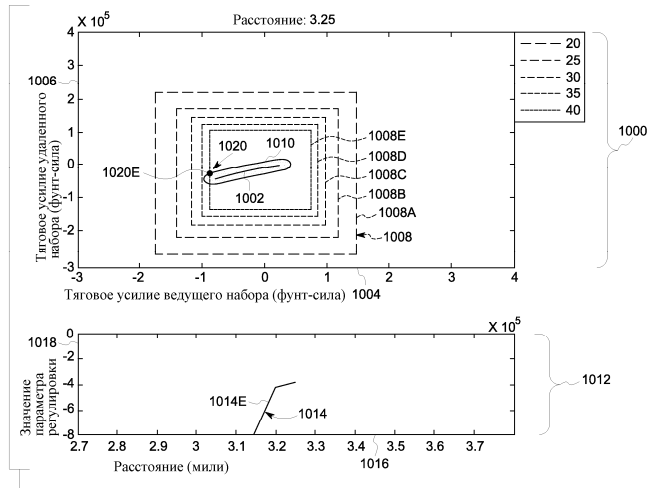 X 10⁵
Расстояние: 3.25
4
3
2
1
0
-1
-2
-3
1006
Тяговое усилие удаленного
набора (фунт-сила)
20
25
30
35
40
1000
1020E
1020
1010
1002
1008E
1008D
1008C
1008B
1008A
1008
-3 -2 -1 0 1 2 3 4
Тяговое усилие ведущего набора (фунт-сила) 1004
X 10⁵
1018
0
-2
-4
-6
-8
Значение
параметра
регулировки
1014E
1014
1012
2.7 2.8 2.9 3 3.1 3.2 3.3 3.4 3.5 3.6 3.7
Расстояние (мили)
1016